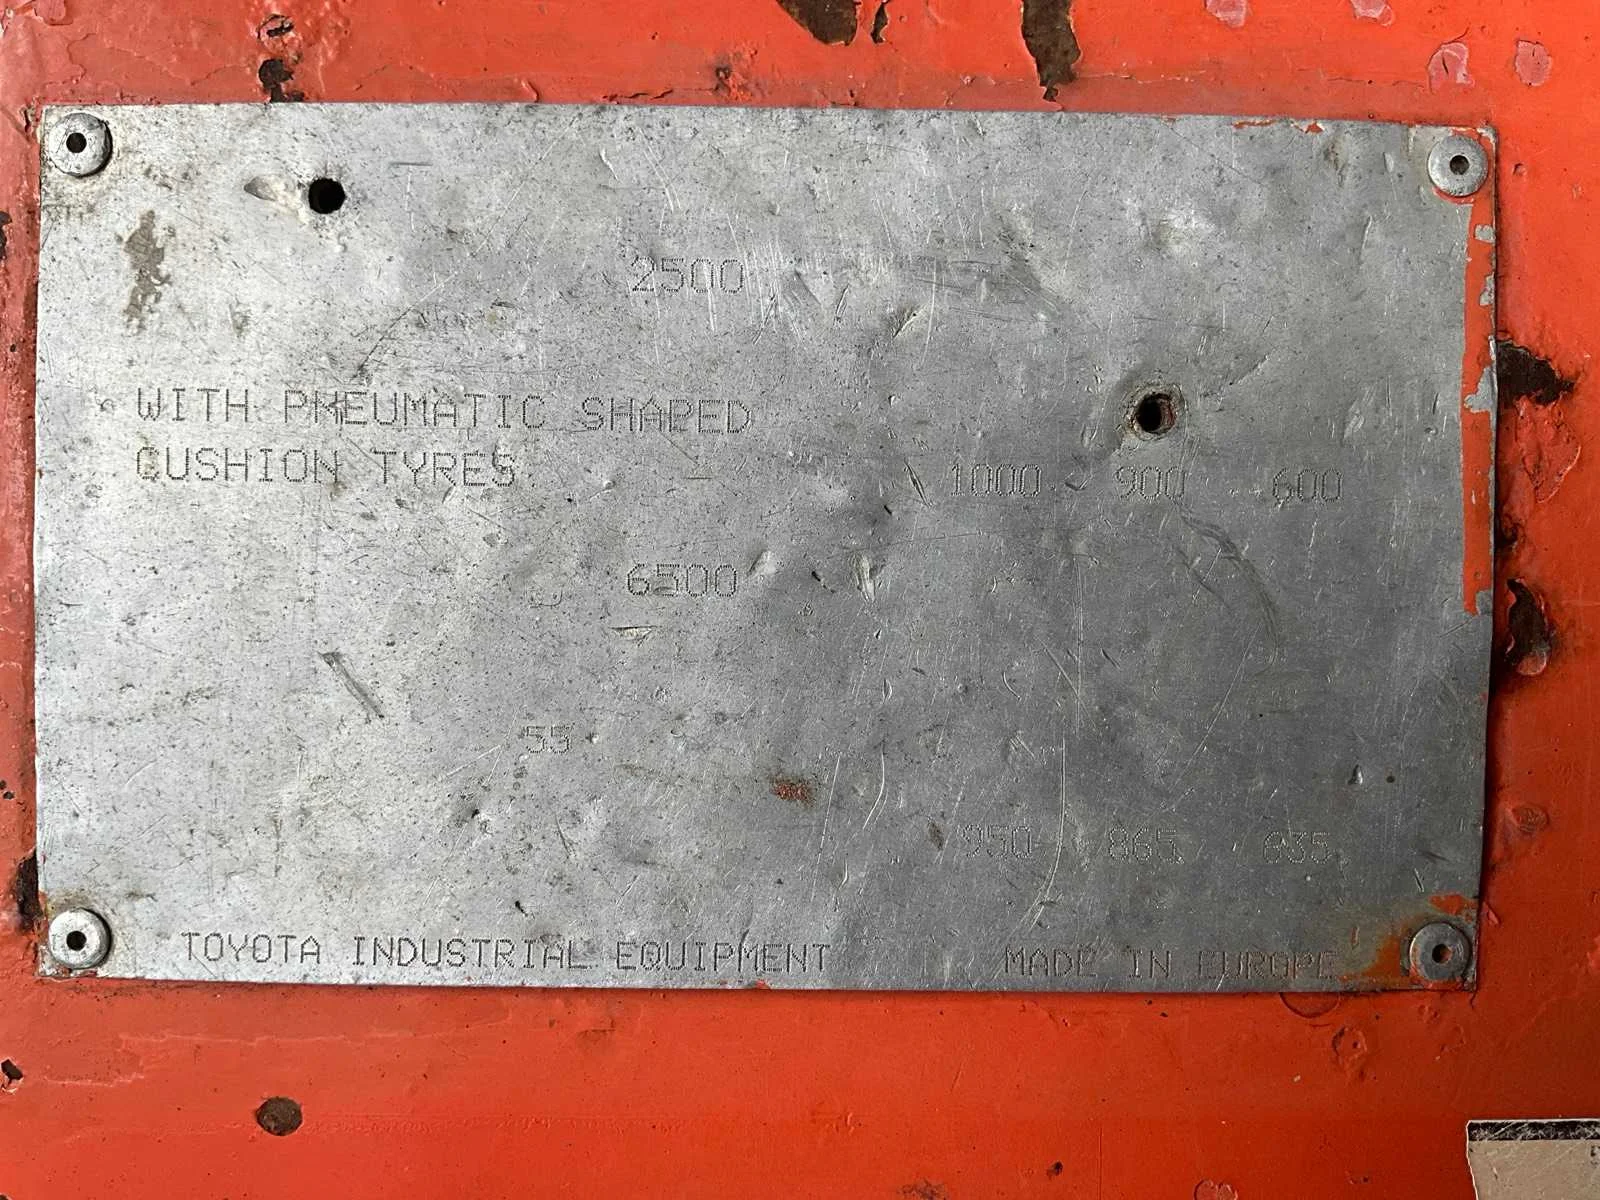 2500
WITH PNEUMATIC SHAPED
CUSHION TYRES
1000 900 600
6500
55
950 865 635
TOYOTA INDUSTRIAL EQUIPMENT MADE IN EUROPE